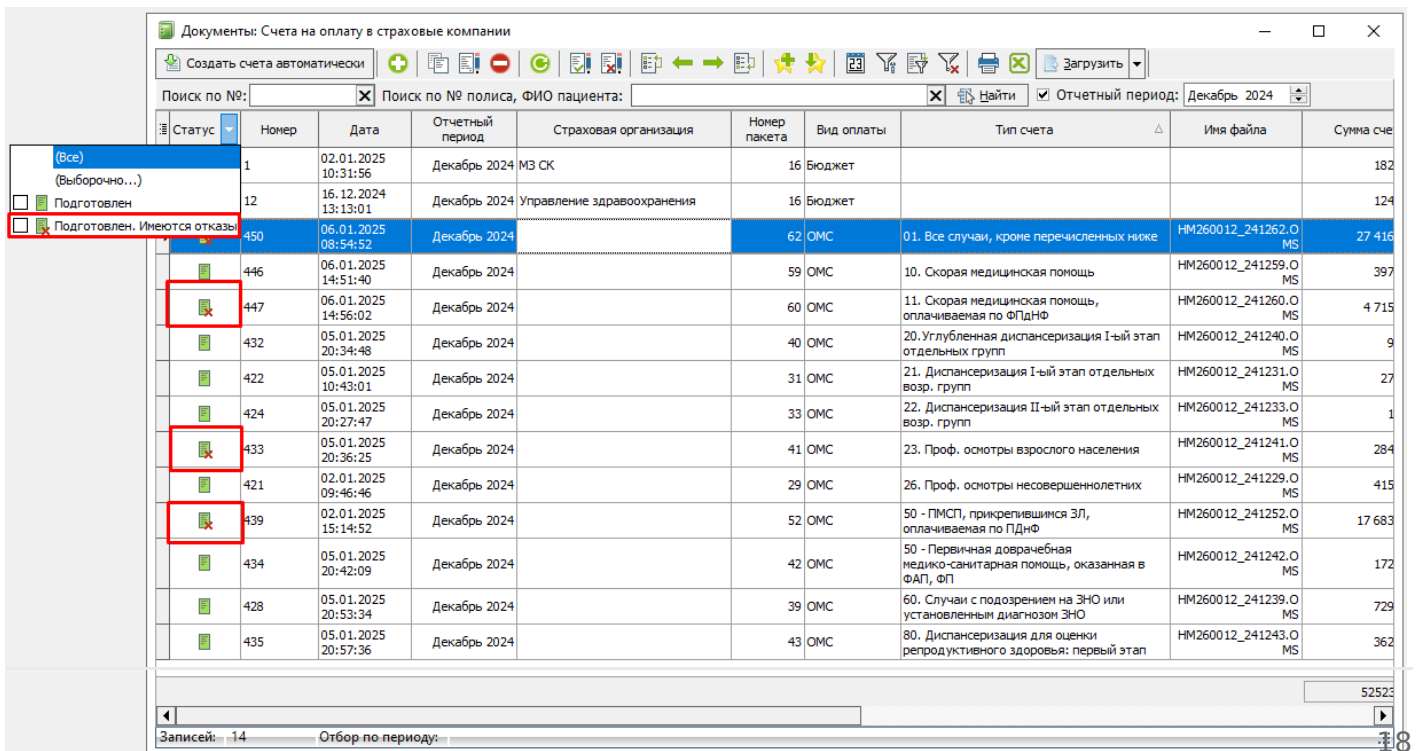 Документы: Счета на оплату в страховые компании
Создать счета автоматически 23 Загрузить
Поиск по №: Поиск по № полиса, ФИО пациента: Найти Отчетный период: Декабрь 2024
Статус Номер Дата Отчетный период Страховая организация Номер пакета Вид оплаты Тип счета Имя файла Сумма сче
(Все)
(Выборочно...)
Подготовлен
Подготовлен. Имеются отказы
1 02.01.2025 10:31:56 Декабрь 2024 МЗ СК 16 Бюджет 182
12 16.12.2024 13:13:01 Декабрь 2024 Управление здравоохранения 16 Бюджет 124
450 06.01.2025 08:54:52 Декабрь 2024 62 ОМС 01. Все случаи, кроме перечисленных ниже HM260012_241262.O MS 27 416
446 06.01.2025 14:51:40 Декабрь 2024 59 ОМС 10. Скорая медицинская помощь HM260012_241259.O MS 397
447 06.01.2025 14:56:02 Декабрь 2024 60 ОМС 11. Скорая медицинская помощь, оплачиваемая по ФПдНФ HM260012_241260.O MS 4 715
432 05.01.2025 20:34:48 Декабрь 2024 40 ОМС 20.Углубленная диспансеризация I-ый этап отдельных групп HM260012_241240.O MS 9
422 05.01.2025 10:43:01 Декабрь 2024 31 ОМС 21. Диспансеризация I-ый этап отдельных возр. групп HM260012_241231.O MS 27
424 05.01.2025 20:27:47 Декабрь 2024 33 ОМС 22. Диспансеризация II-ый этап отдельных возр. групп HM260012_241233.O MS 1
433 05.01.2025 20:36:25 Декабрь 2024 41 ОМС 23. Проф. осмотры взрослого населения HM260012_241241.O MS 284
421 02.01.2025 09:46:46 Декабрь 2024 29 ОМС 26. Проф. осмотры несовершеннолетних HM260012_241229.O MS 415
439 02.01.2025 15:14:52 Декабрь 2024 52 ОМС 50 - ПМСП, прикрепившимся ЗЛ, оплачиваемая по ПДнФ HM260012_241252.O MS 17 683
434 05.01.2025 20:42:09 Декабрь 2024 42 ОМС 50 - Первичная доврачебная медико-санитарная помощь, оказанная в ФАП, ФП HM260012_241242.O MS 172
428 05.01.2025 20:53:34 Декабрь 2024 39 ОМС 60. Случаи с подозрением на ЗНО или установленным диагнозом ЗНО HM260012_241239.O MS 729
435 05.01.2025 20:57:36 Декабрь 2024 43 ОМС 80. Диспансеризация для оценки репродуктивного здоровья: первый этап HM260012_241243.O MS 362
52523
Записей: 14 Отбор по периоду:
18